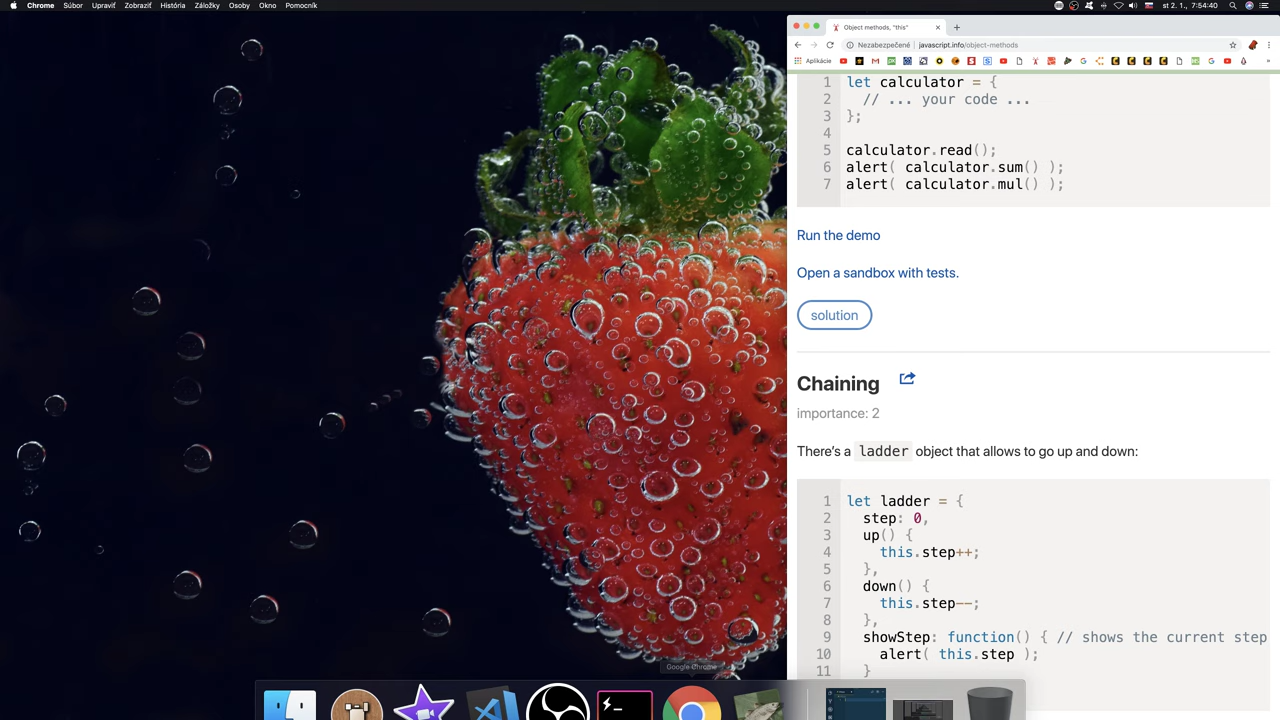 Chrome Súbor Upraviť Zobraziť História Záložky Osoby Okno Pomocník
st 2. 1., 7:54:40
Object methods, "this"
Nezabezpečené | javascript.info/object-methods
Aplikácie
1 let calculator = {
2 // ... your code ...
3 };
4
5 calculator.read();
6 alert( calculator.sum() );
7 alert( calculator.mul() );
Run the demo
Open a sandbox with tests.
solution
Chaining
importance: 2
There's a ladder object that allows to go up and down:
1 let ladder = {
2 step: 0,
3 up() {
4 this.step++;
5 },
6 down() {
7 this.step--;
8 },
9 showStep: function() { // shows the current step
10 alert( this.step );
11 }
Google Chrome